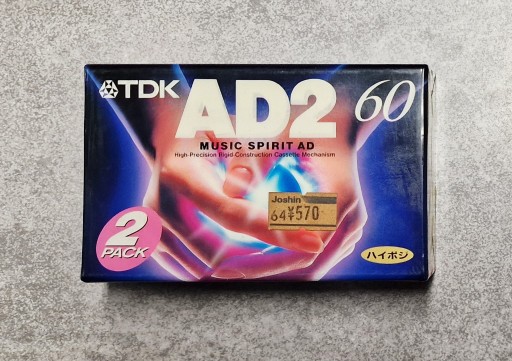 TDK
AD2
60
MUSIC SPIRIT AD
High-Precision Rigid-Construction Cassette Mechanism
Joshin
64¥570
2
PACK
ハイポジ